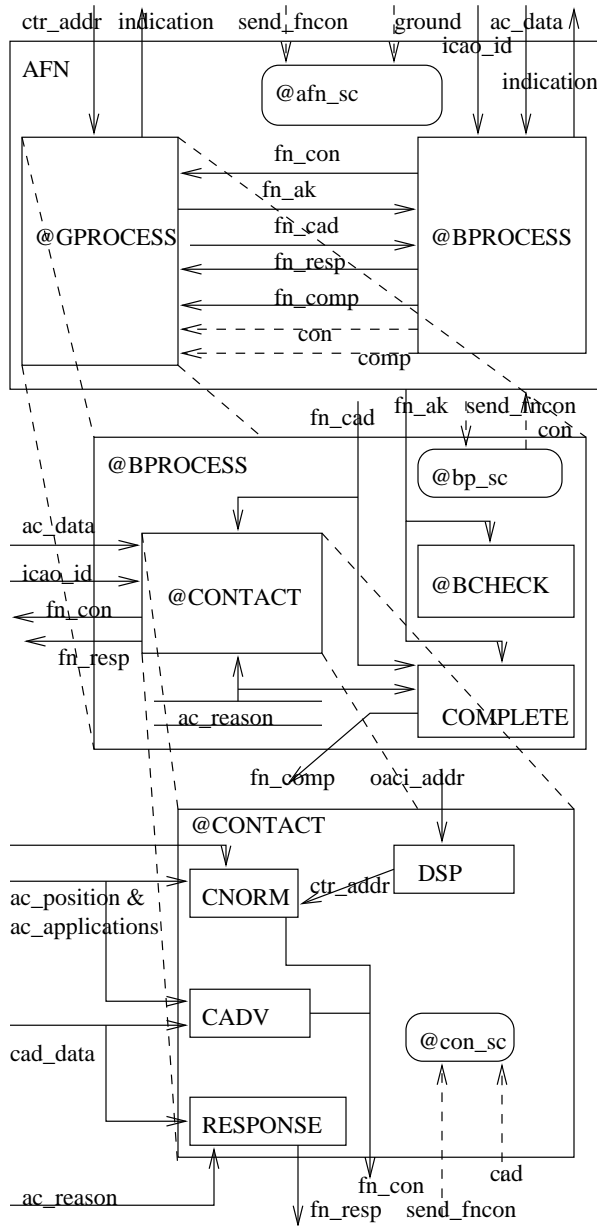 ctr_addr indication send_fncon ground ac_data
icao_id
AFN
indication
@afn_sc
fn_con
fn_ak
@GPROCESS
fn_cad
@BPROCESS
fn_resp
fn_comp
con
comp
fn_cad fn_ak send_fncon
con
@BPROCESS
@bp_sc
ac_data
icao_id
@CONTACT
@BCHECK
fn_con
fn_resp
ac_reason
COMPLETE
fn_comp
oaci_addr
@CONTACT
DSP
ctr_addr
CNORM
ac_position &
ac_applications
CADV
@con_sc
cad_data
RESPONSE
cad
fn_con
ac_reason
fn_resp
send_fncon